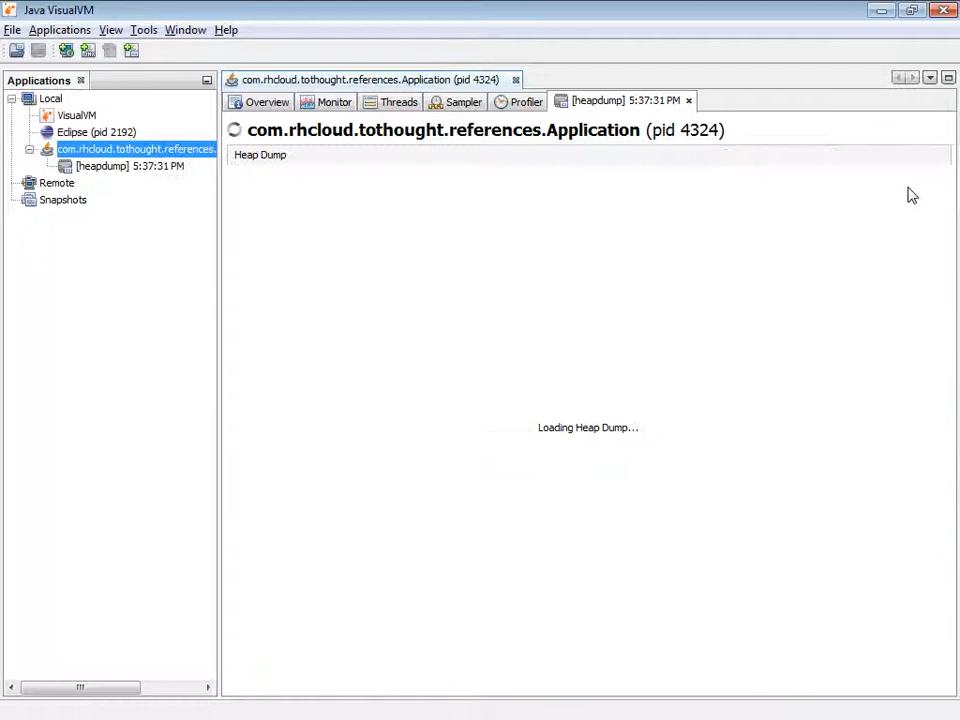 Java VisualVM
File Applications View Tools Window Help
Applications
Local
VisualVM
Eclipse (pid 2192)
com.rhcloud.tothought.references.
[heapdump] 5:37:31 PM
Remote
Snapshots
com.rhcloud.tothought.references.Application (pid 4324)
Overview Monitor Threads Sampler Profiler [heapdump] 5:37:31 PM
com.rhcloud.tothought.references.Application (pid 4324)
Heap Dump
Loading Heap Dump...